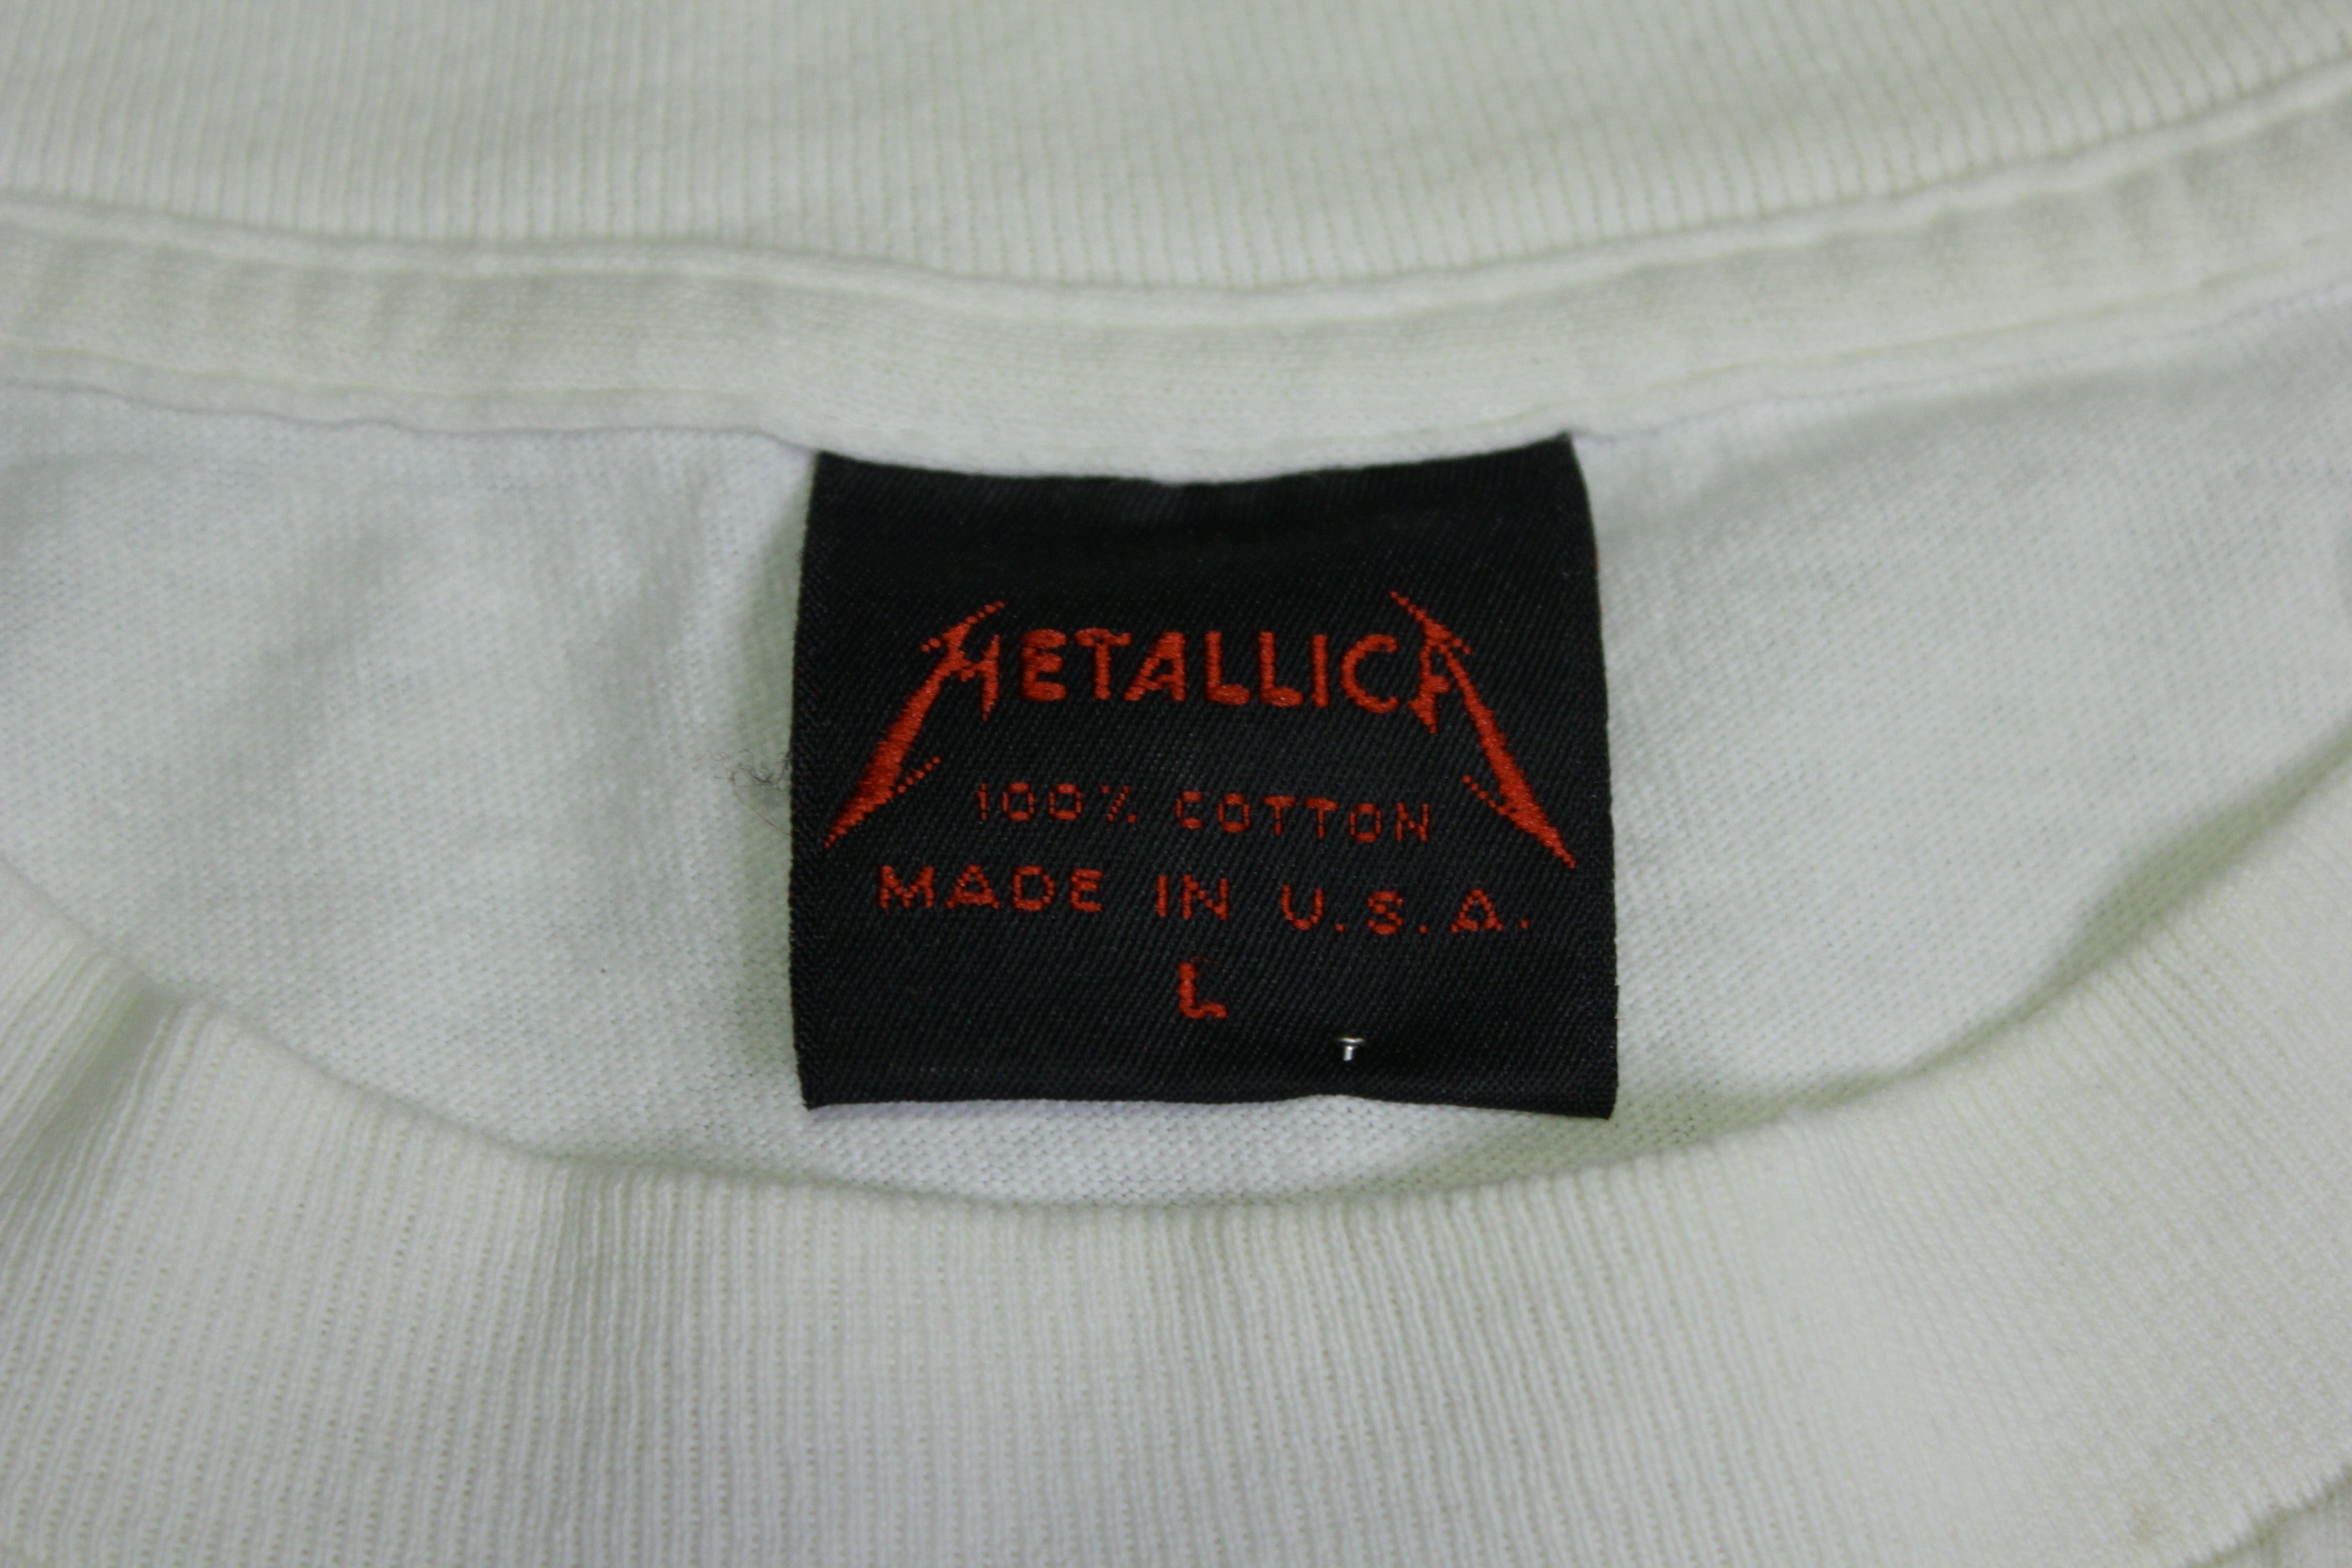 METALLICA
100% COTTON
MADE IN U.S.A.
L